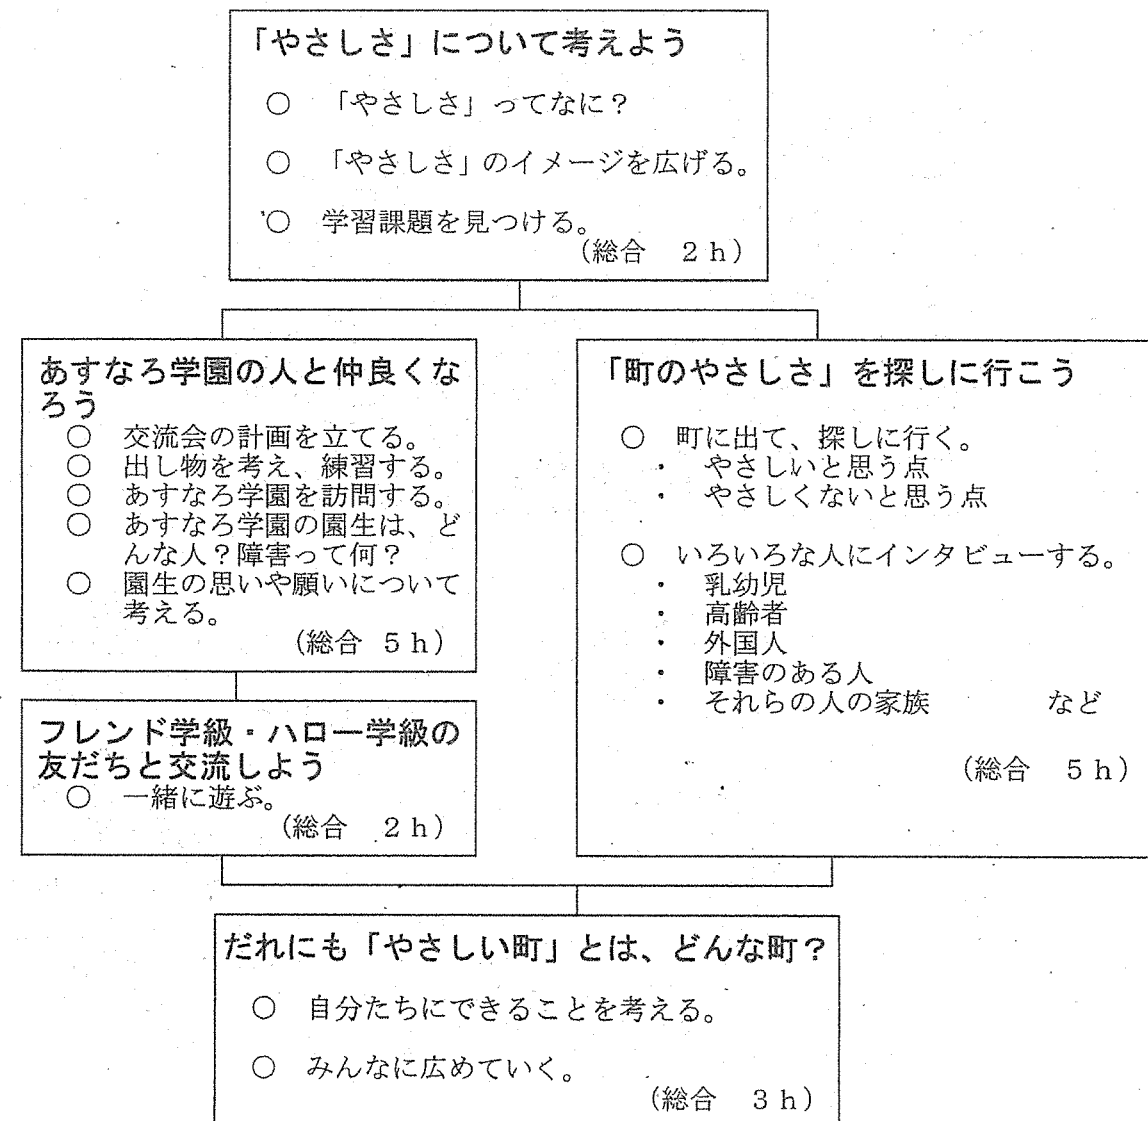 「やさしさ」について考えよう
○ 「やさしさ」ってなに？
○ 「やさしさ」のイメージを広げる。
○ 学習課題を見つける。
（総合 2h）
あすなろ学園の人と仲良くな
ろう
○ 交流会の計画を立てる。
○ 出し物を考え、練習する。
○ あすなろ学園を訪問する。
○ あすなろ学園の園生は、ど
んな人？障害って何？
○ 園生の思いや願いについて
考える。
（総合 5h）
フレンド学級・ハロー学級の
友だちと交流しよう
○ 一緒に遊ぶ。
（総合 2h）
「町のやさしさ」を探しに行こう
○ 町に出て、探しに行く。
・ やさしいと思う点
・ やさしくないと思う点
○ いろいろな人にインタビューする。
・ 乳幼児
・ 高齢者
・ 外国人
・ 障害のある人
・ それらの人の家族 など
（総合 5h）
だれにも「やさしい町」とは、どんな町？
○ 自分たちにできることを考える。
○ みんなに広めていく。
（総合 3h）